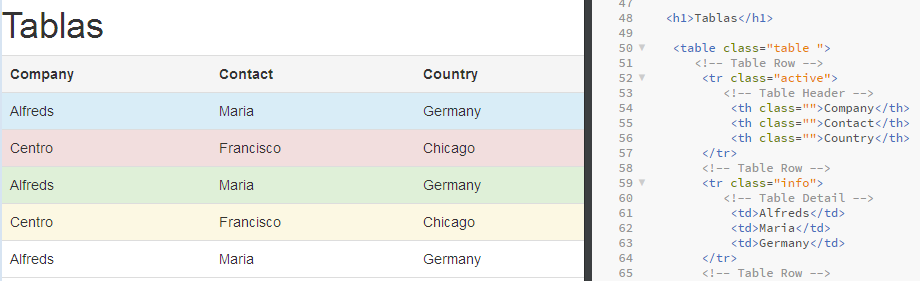 Tablas
Company Contact Country
Alfreds Maria Germany
Centro Francisco Chicago
Alfreds Maria Germany
Centro Francisco Chicago
Alfreds Maria Germany
47
48 <h1>Tablas</h1>
49
50 <table class="table ">
51 <!-- Table Row -->
52 <tr class="active">
53 <!-- Table Header -->
54 <th class="">Company</th>
55 <th class="">Contact</th>
56 <th class="">Country</th>
57 </tr>
58 <!-- Table Row -->
59 <tr class="info">
60 <!-- Table Detail -->
61 <td>Alfreds</td>
62 <td>Maria</td>
63 <td>Germany</td>
64 </tr>
65 <!-- Table Row -->